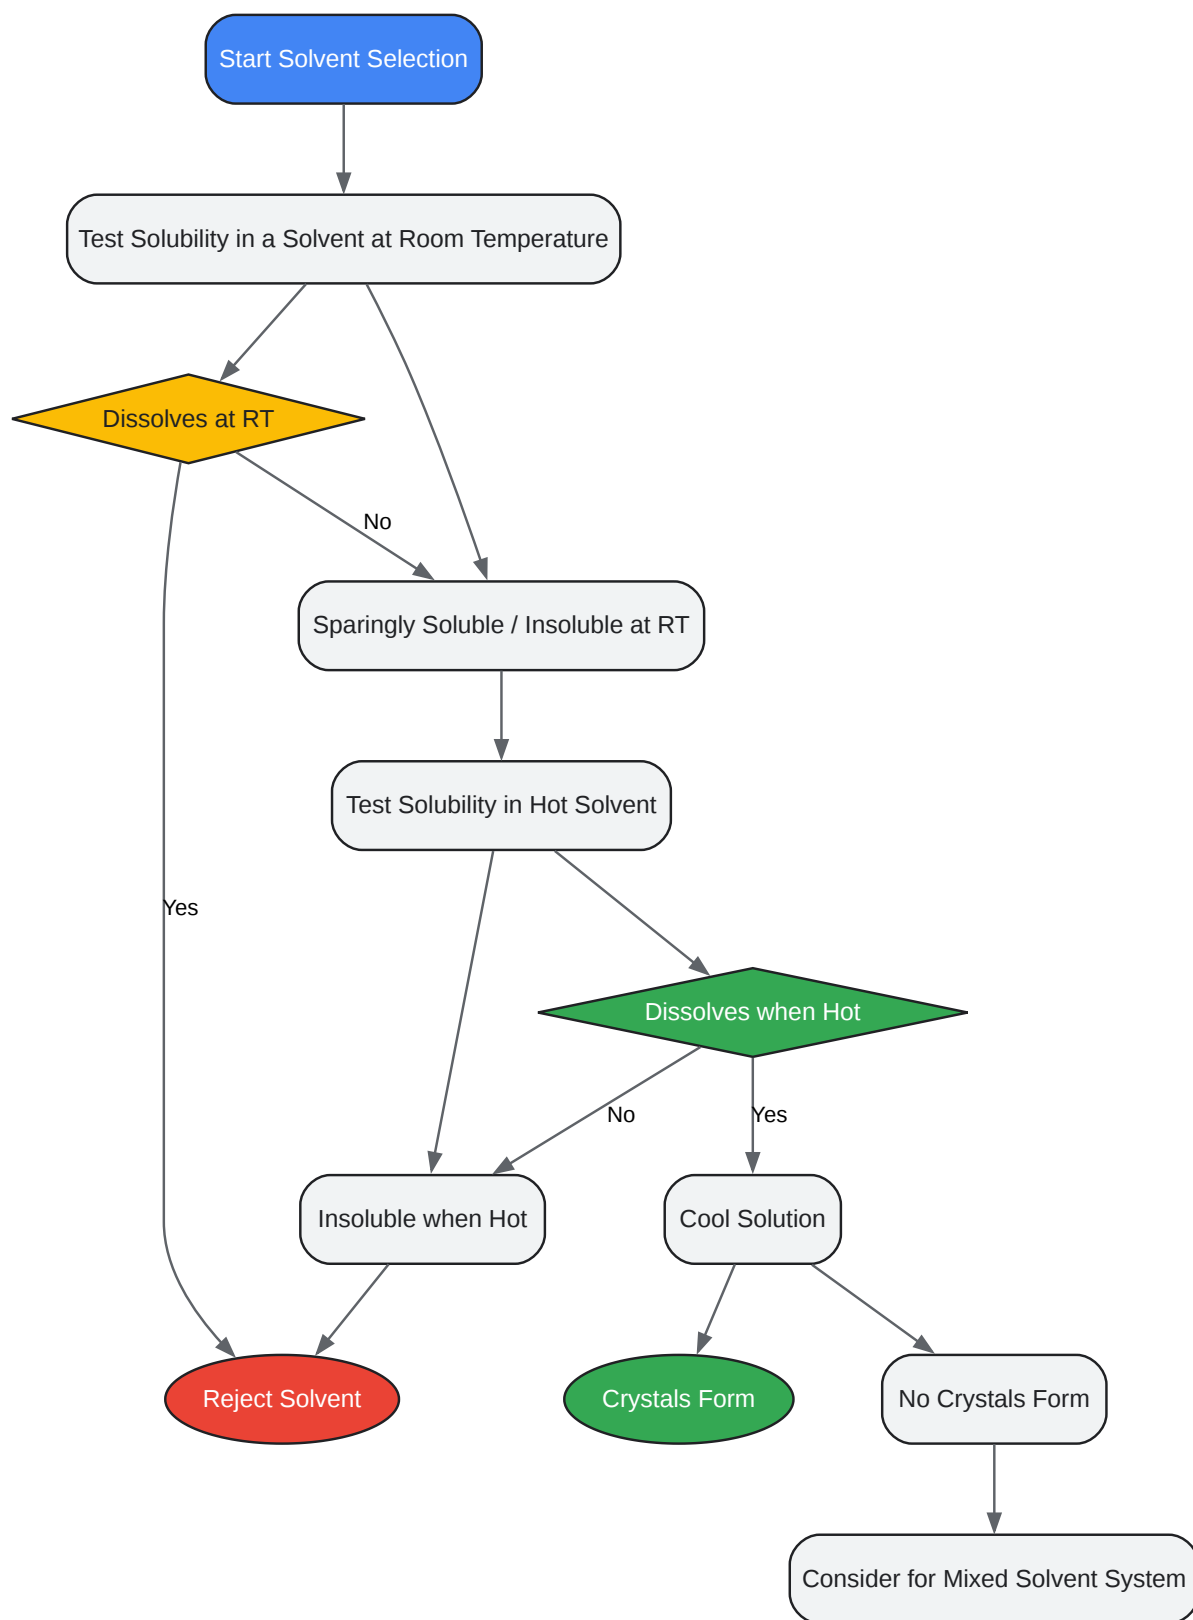 Start Solvent Selection
Test Solubility in a Solvent at Room Temperature
Dissolves at RT
No
Sparingly Soluble / Insoluble at RT
Test Solubility in Hot Solvent
Yes
Dissolves when Hot
No
Yes
Insoluble when Hot
Cool Solution
Reject Solvent
Crystals Form
No Crystals Form
Consider for Mixed Solvent System